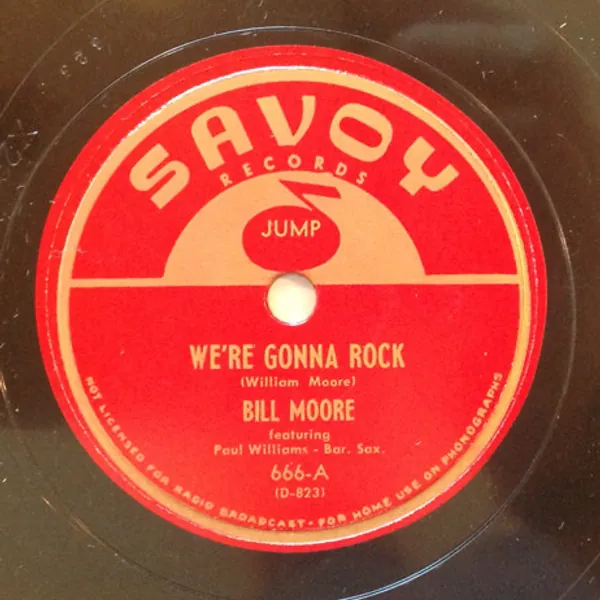 SAVOY
RECORDS
JUMP
WE'RE GONNA ROCK
(William Moore)
BILL MOORE
featuring
Paul Williams - Bar. Sax.
666-A
(D-823)
NOT LICENSED FOR RADIO BROADCAST - FOR HOME USE ON PHONOGRAPHS